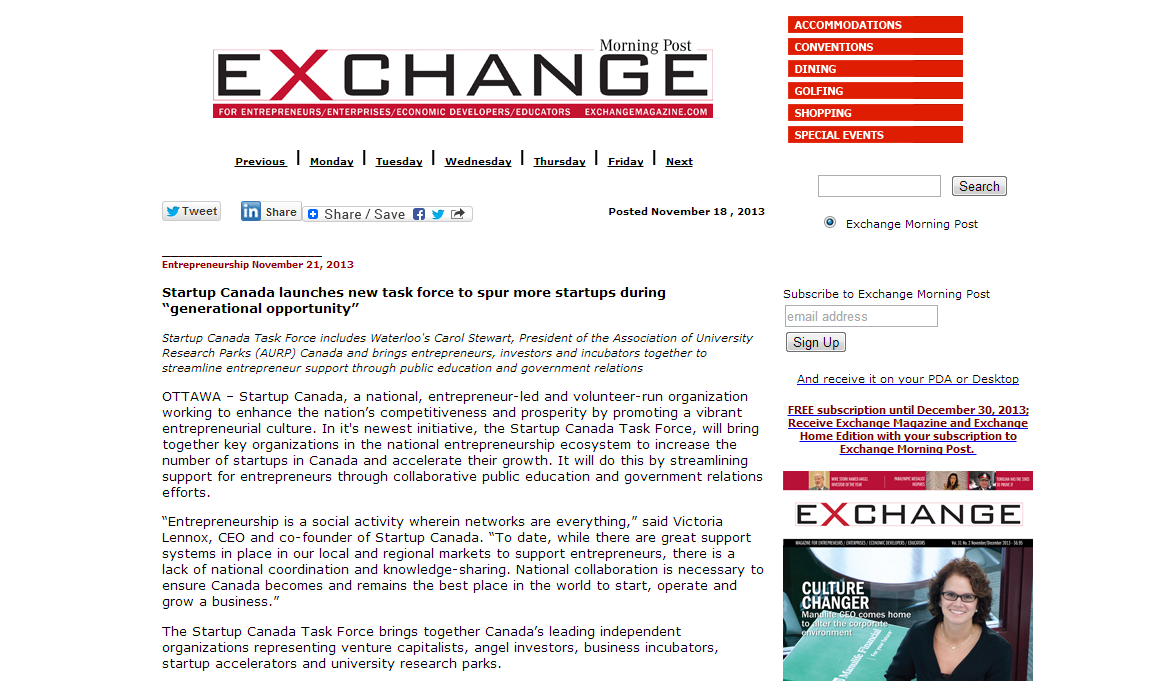 Morning Post
EXCHANGE
FOR ENTREPRENEURS/ENTERPRISES/ECONOMIC DEVELOPERS/EDUCATORS EXCHANGEMAGAZINE.COM
Previous | Monday | Tuesday | Wednesday | Thursday | Friday | Next
Tweet Share Share / Save Posted November 18 , 2013
Entrepreneurship November 21, 2013
Startup Canada launches new task force to spur more startups during
“generational opportunity”
Startup Canada Task Force includes Waterloo's Carol Stewart, President of the Association of University
Research Parks (AURP) Canada and brings entrepreneurs, investors and incubators together to
streamline entrepreneur support through public education and government relations
OTTAWA – Startup Canada, a national, entrepreneur-led and volunteer-run organization
working to enhance the nation’s competitiveness and prosperity by promoting a vibrant
entrepreneurial culture. In it's newest initiative, the Startup Canada Task Force, will bring
together key organizations in the national entrepreneurship ecosystem to increase the
number of startups in Canada and accelerate their growth. It will do this by streamlining
support for entrepreneurs through collaborative public education and government relations
efforts.
“Entrepreneurship is a social activity wherein networks are everything,” said Victoria
Lennox, CEO and co-founder of Startup Canada. “To date, while there are great support
systems in place in our local and regional markets to support entrepreneurs, there is a
lack of national coordination and knowledge-sharing. National collaboration is necessary to
ensure Canada becomes and remains the best place in the world to start, operate and
grow a business.”
The Startup Canada Task Force brings together Canada’s leading independent
organizations representing venture capitalists, angel investors, business incubators,
startup accelerators and university research parks.
ACCOMMODATIONS
CONVENTIONS
DINING
GOLFING
SHOPPING
SPECIAL EVENTS
Search
Exchange Morning Post
Subscribe to Exchange Morning Post
email address
Sign Up
And receive it on your PDA or Desktop
FREE subscription until December 30, 2013;
Receive Exchange Magazine and Exchange
Home Edition with your subscription to
Exchange Morning Post.
EXCHANGE
MAGAZINE FOR ENTREPRENEURS / ENTERPRISES / ECONOMIC DEVELOPERS / EDUCATORS
CULTURE
CHANGER
Manulife CEO comes home
to alter the corporate
environment
Manulife Financial